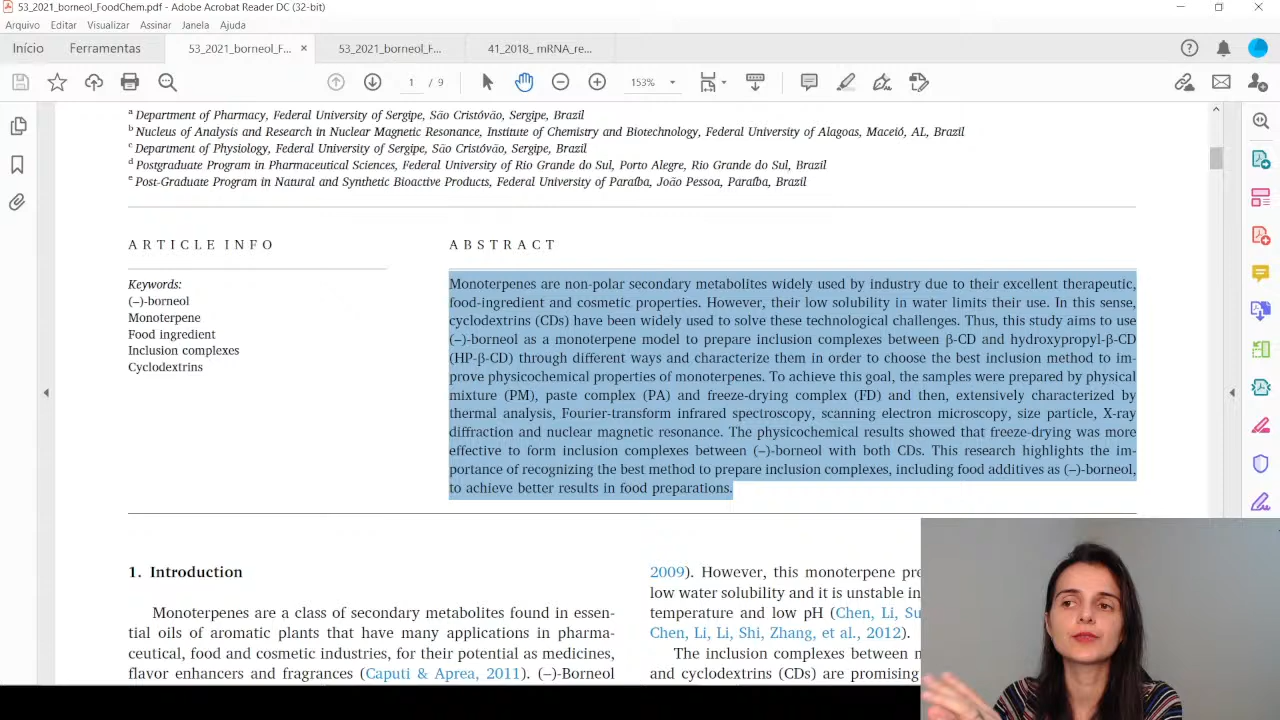 53_2021_borneol_FoodChem.pdf - Adobe Acrobat Reader DC (32-bit)
Arquivo Editar Visualizar Assinar Janela Ajuda
Início Ferramentas 53_2021_borneol_F... × 53_2021_borneol_F... 41_2018_ mRNA_re...
1 / 9 153%
a Department of Pharmacy, Federal University of Sergipe, São Cristóvão, Sergipe, Brazil
b Nucleus of Analysis and Research in Nuclear Magnetic Resonance, Institute of Chemistry and Biotechnology, Federal University of Alagoas, Maceió, AL, Brazil
c Department of Physiology, Federal University of Sergipe, São Cristóvão, Sergipe, Brazil
d Postgraduate Program in Pharmaceutical Sciences, Federal University of Rio Grande do Sul, Porto Alegre, Rio Grande do Sul, Brazil
e Post-Graduate Program in Natural and Synthetic Bioactive Products, Federal University of Paraíba, João Pessoa, Paraíba, Brazil
ARTICLE INFO
Keywords:
(–)-borneol
Monoterpene
Food ingredient
Inclusion complexes
Cyclodextrins
ABSTRACT
Monoterpenes are non-polar secondary metabolites widely used by industry due to their excellent therapeutic,
food-ingredient and cosmetic properties. However, their low solubility in water limits their use. In this sense,
cyclodextrins (CDs) have been widely used to solve these technological challenges. Thus, this study aims to use
(–)-borneol as a monoterpene model to prepare inclusion complexes between β-CD and hydroxypropyl-β-CD
(HP-β-CD) through different ways and characterize them in order to choose the best inclusion method to im-
prove physicochemical properties of monoterpenes. To achieve this goal, the samples were prepared by physical
mixture (PM), paste complex (PA) and freeze-drying complex (FD) and then, extensively characterized by
thermal analysis, Fourier-transform infrared spectroscopy, scanning electron microscopy, size particle, X-ray
diffraction and nuclear magnetic resonance. The physicochemical results showed that freeze-drying was more
effective to form inclusion complexes between (–)-borneol with both CDs. This research highlights the im-
portance of recognizing the best method to prepare inclusion complexes, including food additives as (–)-borneol,
to achieve better results in food preparations.
1. Introduction
Monoterpenes are a class of secondary metabolites found in essen-
tial oils of aromatic plants that have many applications in pharma-
ceutical, food and cosmetic industries, for their potential as medicines,
flavor enhancers and fragrances (Caputi & Aprea, 2011). (–)-Borneol
2009). However, this monoterpene pre
low water solubility and it is unstable in
temperature and low pH (Chen, Li, Su
Chen, Li, Li, Shi, Zhang, et al., 2012).
The inclusion complexes between
and cyclodextrins (CDs) are promising